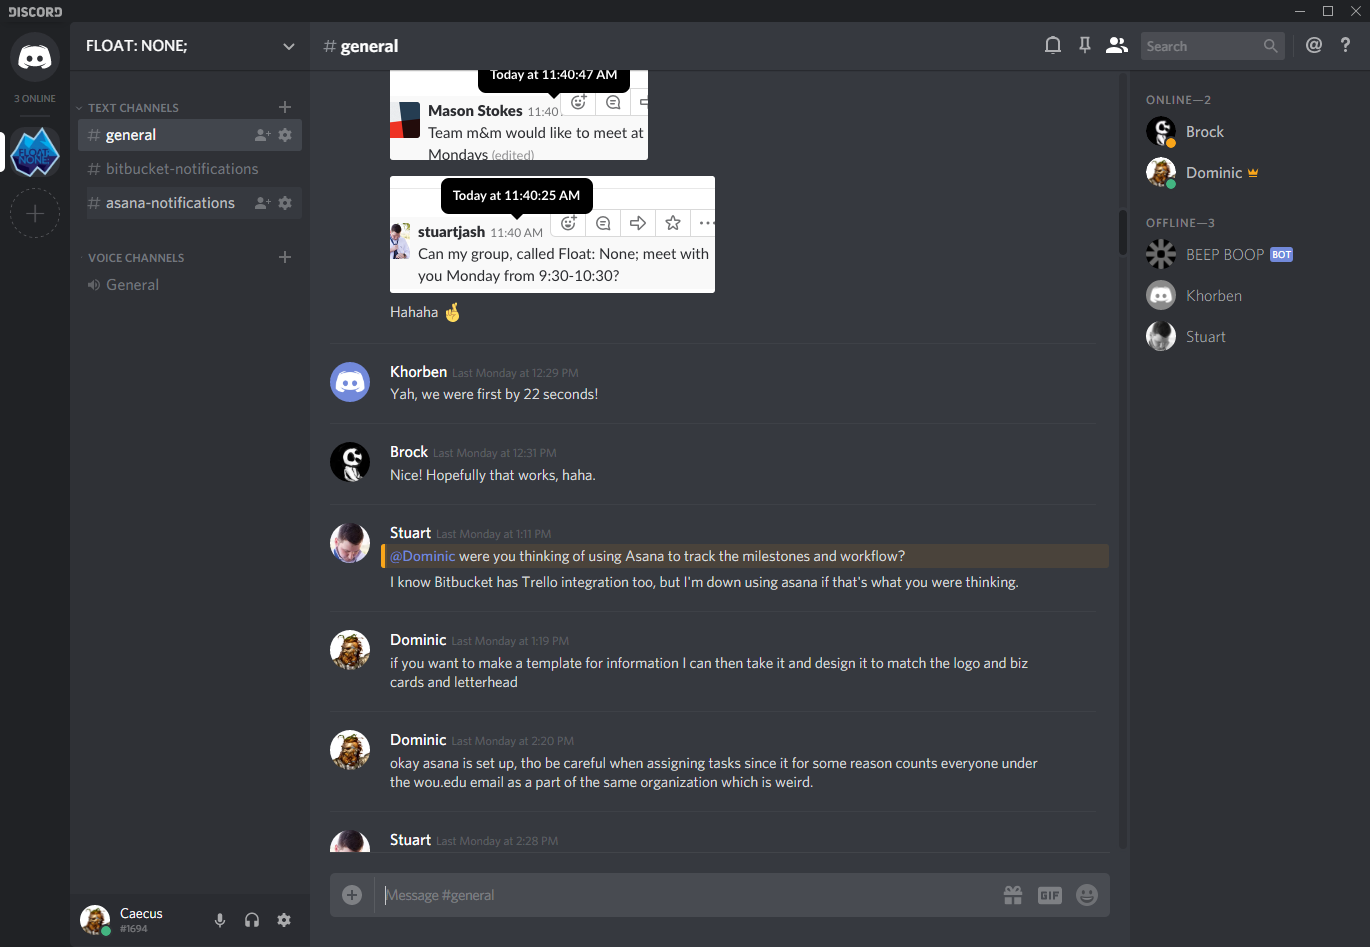 DISCORD
3 ONLINE
FLOAT: NONE;
TEXT CHANNELS
# general
# bitbucket-notifications
# asana-notifications
VOICE CHANNELS
General
Caecus
#1694
# general
Search
@ ?
Today at 11:40:47 AM
Mason Stokes 11:40
Team m&m would like to meet at
Mondays (edited)
Today at 11:40:25 AM
stuartjash 11:40 AM
Can my group, called Float: None; meet with
you Monday from 9:30-10:30?
Hahaha
Khorben Last Monday at 12:29 PM
Yah, we were first by 22 seconds!
Brock Last Monday at 12:31 PM
Nice! Hopefully that works, haha.
Stuart Last Monday at 1:11 PM
@Dominic were you thinking of using Asana to track the milestones and workflow?
I know Bitbucket has Trello integration too, but I'm down using asana if that's what you were thinking.
Dominic Last Monday at 1:19 PM
if you want to make a template for information I can then take it and design it to match the logo and biz
cards and letterhead
Dominic Last Monday at 2:20 PM
okay asana is set up, tho be careful when assigning tasks since it for some reason counts everyone under
the wou.edu email as a part of the same organization which is weird.
Stuart Last Monday at 2:28 PM
Message #general
GIF
ONLINE—2
Brock
Dominic
OFFLINE—3
BEEP BOOP BOT
Khorben
Stuart
FLOAT:
NONE;